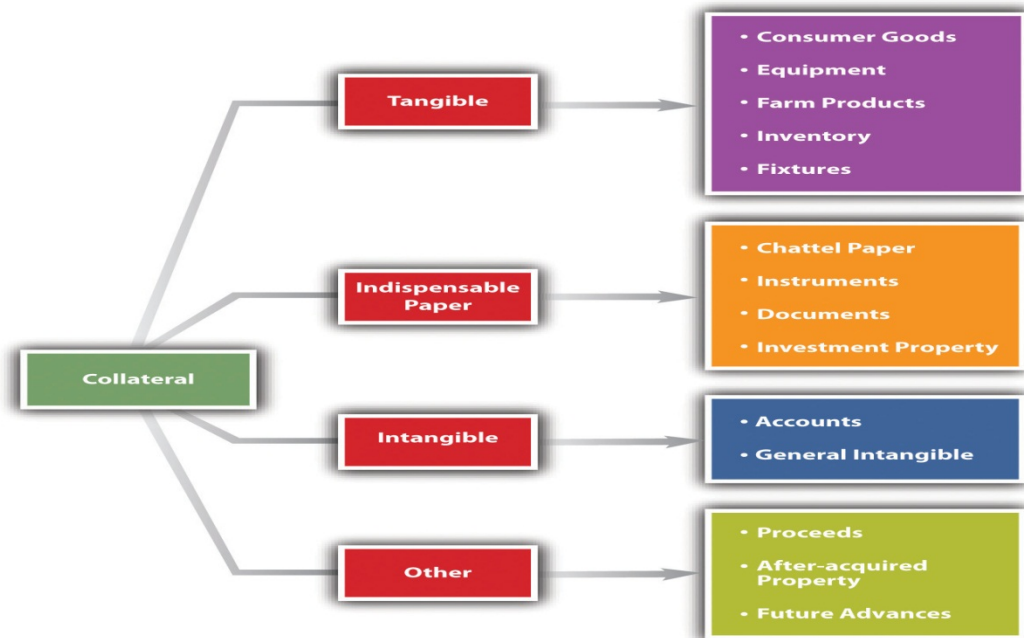 Collateral
Tangible
• Consumer Goods
• Equipment
• Farm Products
• Inventory
• Fixtures
Indispensable
Paper
• Chattel Paper
• Instruments
• Documents
• Investment Property
Intangible
• Accounts
• General Intangible
Other
• Proceeds
• After-acquired
Property
• Future Advances